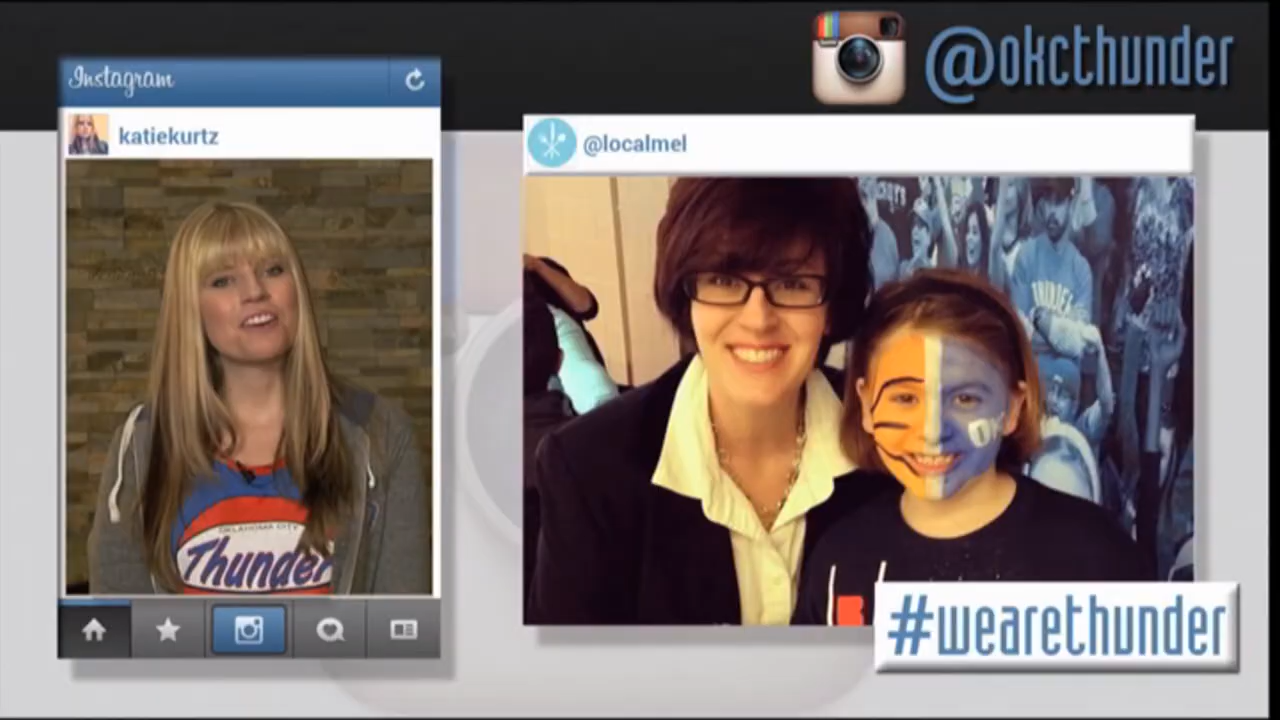 @okcthunder
Instagram
katiekurtz
@localmel
OKLAHOMA CITY
Thunder
#wearethunder